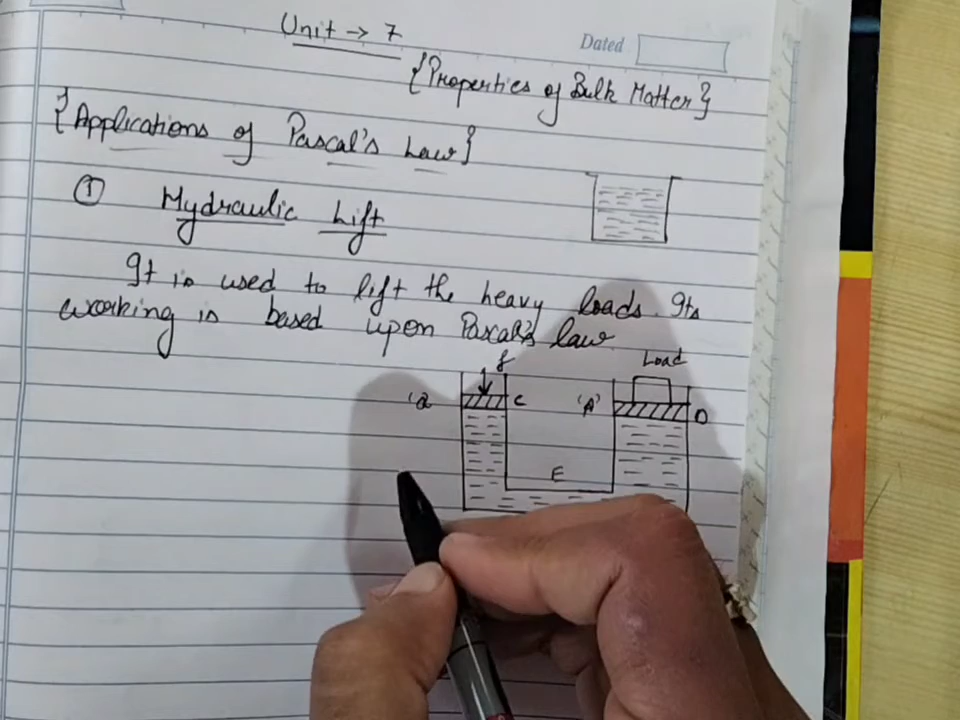 Unit → 7
Dated
{Properties of Bulk Matter}
{Applications of Pascal's Law}
① Hydraulic Lift
It is used to lift the heavy loads. Its
working is based upon Pascal's law
f
Load
'a
C
'A'
D
E